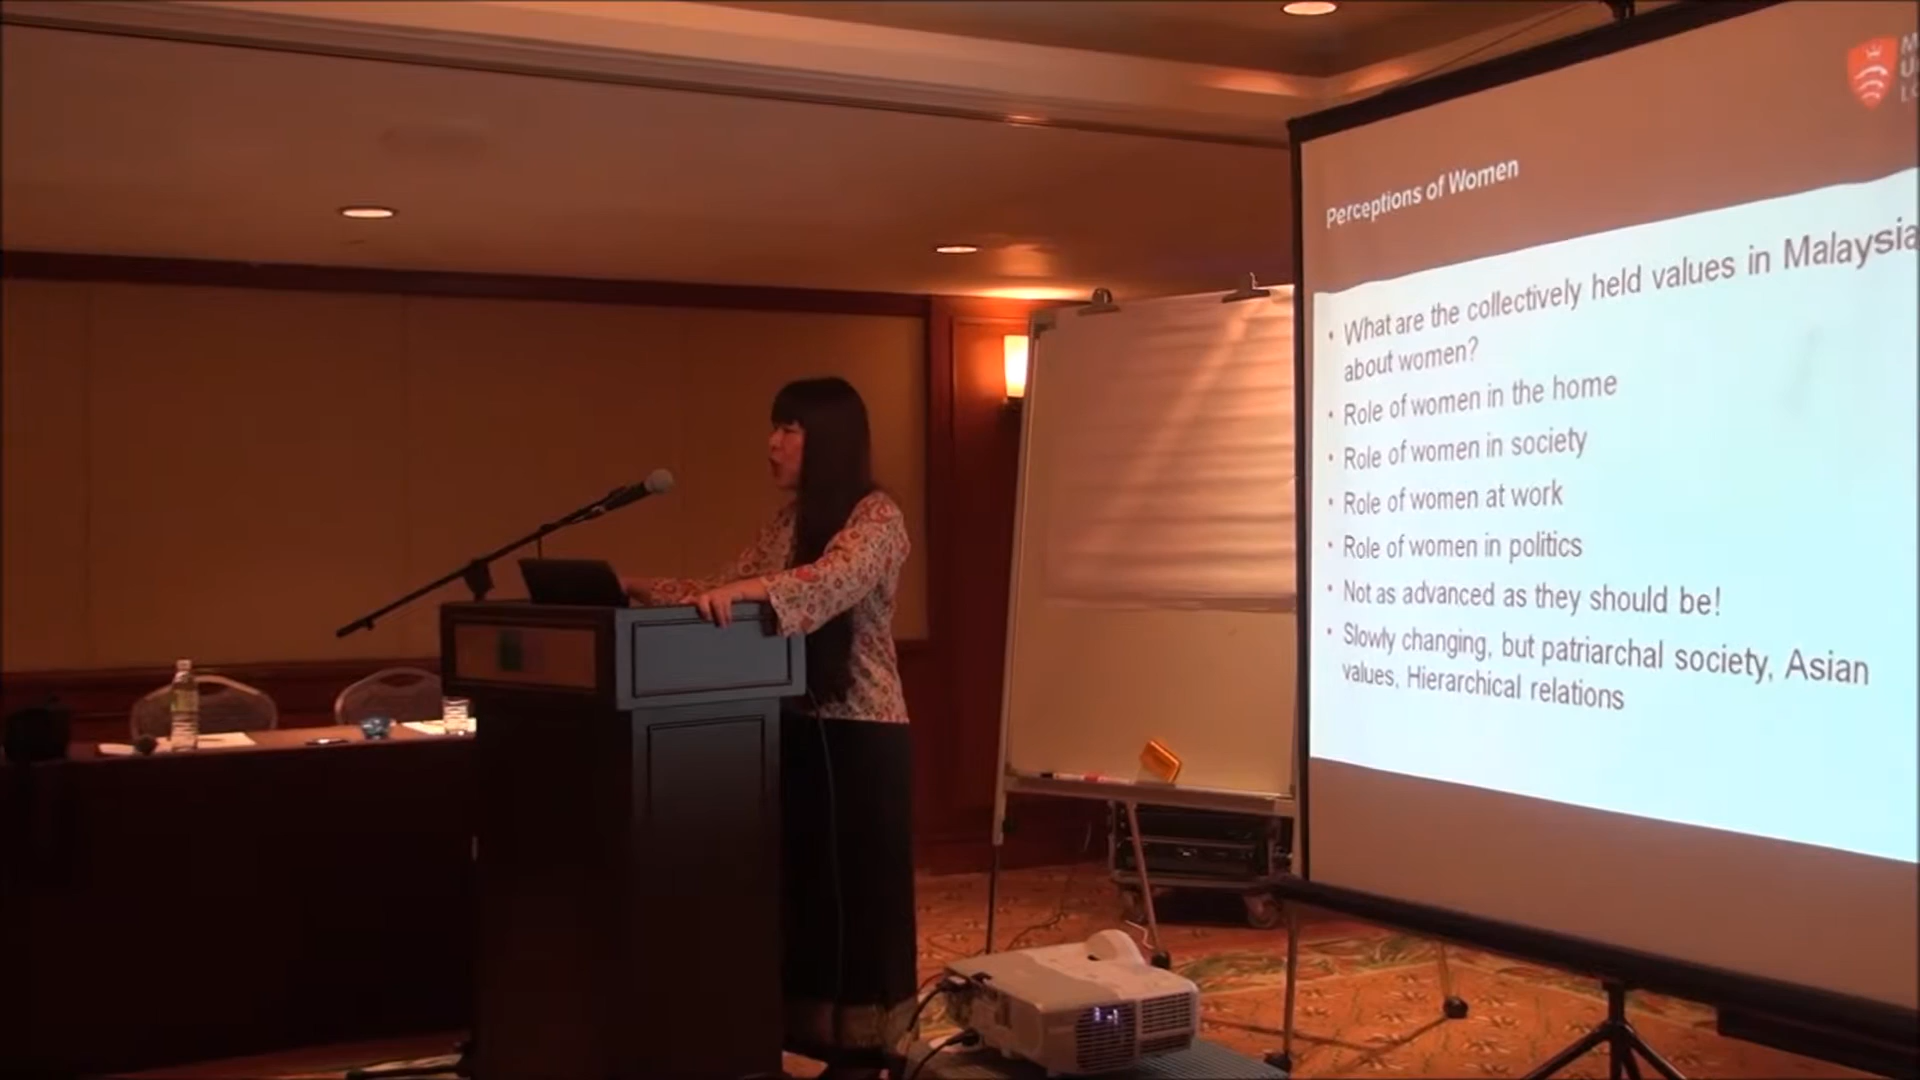 Perceptions of Women
• What are the collectively held values in Malaysia
about women?
• Role of women in the home
• Role of women in society
• Role of women at work
• Role of women in politics
• Not as advanced as they should be!
• Slowly changing, but patriarchal society, Asian
values, Hierarchical relations